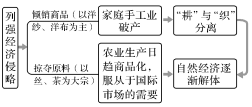 列强经济侵略
倾销商品(以洋
纱、洋布为主)
掠夺原料(以
丝、茶为大宗)
家庭手工业
破产
农业生产日
趋商品化,
服从于国际
市场的需要
“耕”与“织”
分离
自然经济逐
渐解体